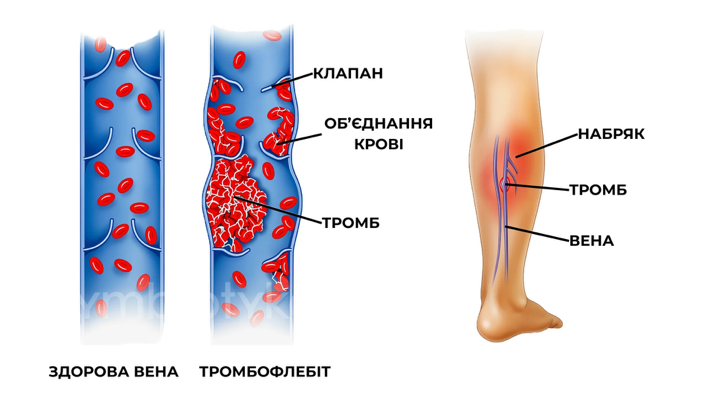 КЛАПАН
ОБ’ЄДНАННЯ
КРОВІ
ТРОМБ
НАБРЯК
ТРОМБ
ВЕНА
ЗДОРОВА ВЕНА
ТРОМБОФЛЕБІТ